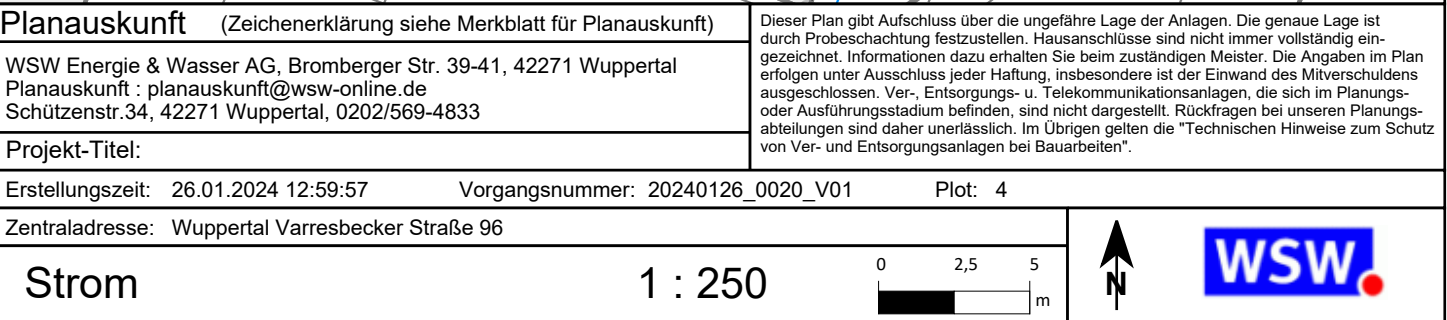 Planauskunft (Zeichenerklärung siehe Merkblatt für Planauskunft)
WSW Energie & Wasser AG, Bromberger Str. 39-41, 42271 Wuppertal
Planauskunft : planauskunft@wsw-online.de
Schützenstr.34, 42271 Wuppertal, 0202/569-4833
Projekt-Titel:
Dieser Plan gibt Aufschluss über die ungefähre Lage der Anlagen. Die genaue Lage ist
durch Probeschachtung festzustellen. Hausanschlüsse sind nicht immer vollständig ein-
gezeichnet. Informationen dazu erhalten Sie beim zuständigen Meister. Die Angaben im Plan
erfolgen unter Ausschluss jeder Haftung, insbesondere ist der Einwand des Mitverschuldens
ausgeschlossen. Ver-, Entsorgungs- u. Telekommunikationsanlagen, die sich im Planungs-
oder Ausführungsstadium befinden, sind nicht dargestellt. Rückfragen bei unseren Planungs-
abteilungen sind daher unerlässlich. Im Übrigen gelten die "Technischen Hinweise zum Schutz
von Ver- und Entsorgungsanlagen bei Bauarbeiten".
Erstellungszeit: 26.01.2024 12:59:57 Vorgangsnummer: 20240126_0020_V01 Plot: 4
Zentraladresse: Wuppertal Varresbecker Straße 96
Strom 1 : 250
0 2,5 5
m
N
WSW.